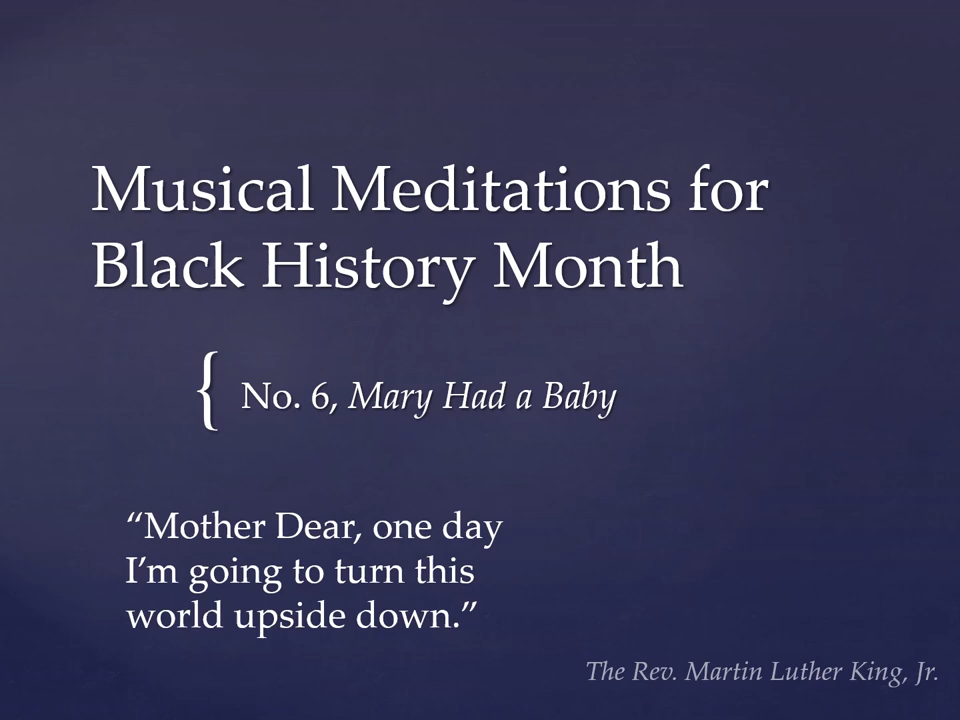 Musical Meditations for
Black History Month
{ No. 6, Mary Had a Baby
“Mother Dear, one day
I’m going to turn this
world upside down.”
The Rev. Martin Luther King, Jr.